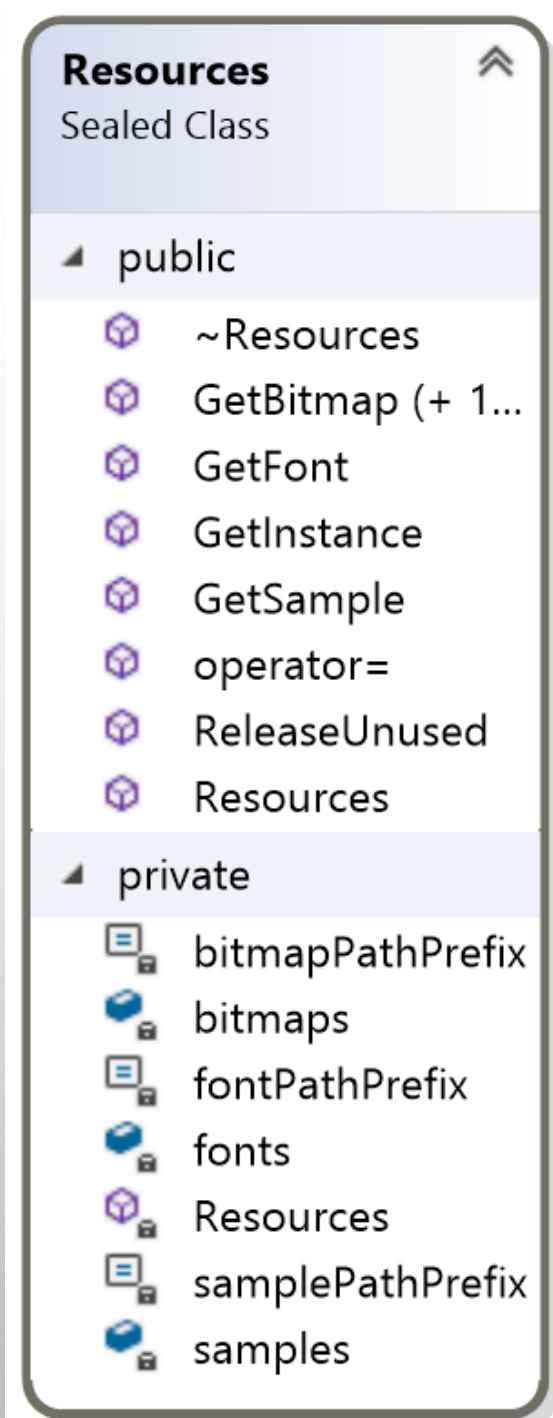 Resources
Sealed Class
public
~Resources
GetBitmap (+ 1...
GetFont
GetInstance
GetSample
operator=
ReleaseUnused
Resources
private
bitmapPathPrefix
bitmaps
fontPathPrefix
fonts
Resources
samplePathPrefix
samples